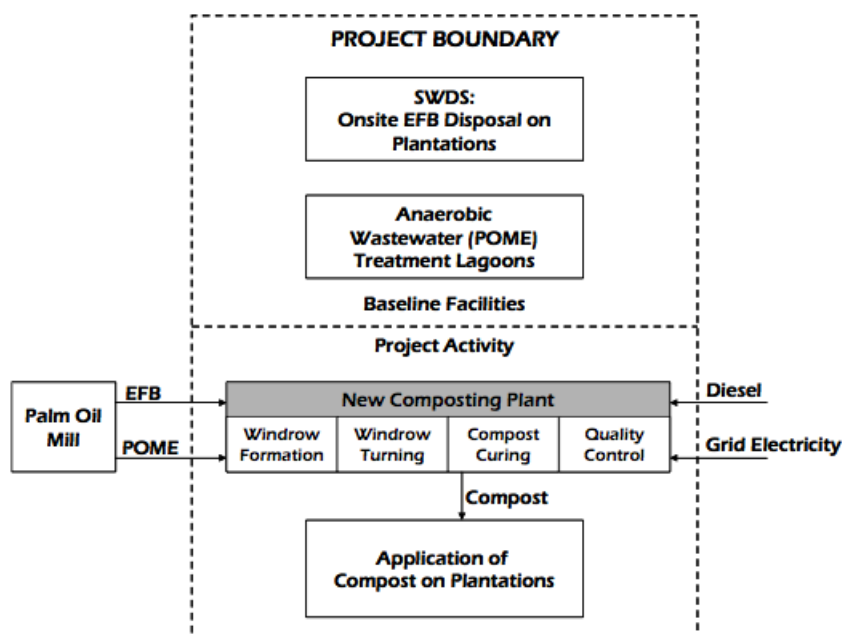 PROJECT BOUNDARY
SWDS:
Onsite EFB Disposal on
Plantations
Anaerobic
Wastewater (POME)
Treatment Lagoons
Baseline Facilities
Project Activity
Palm Oil
Mill
EFB
POME
New Composting Plant
Windrow
Formation
Windrow
Turning
Compost
Curing
Quality
Control
Diesel
Grid Electricity
Compost
Application of
Compost on Plantations